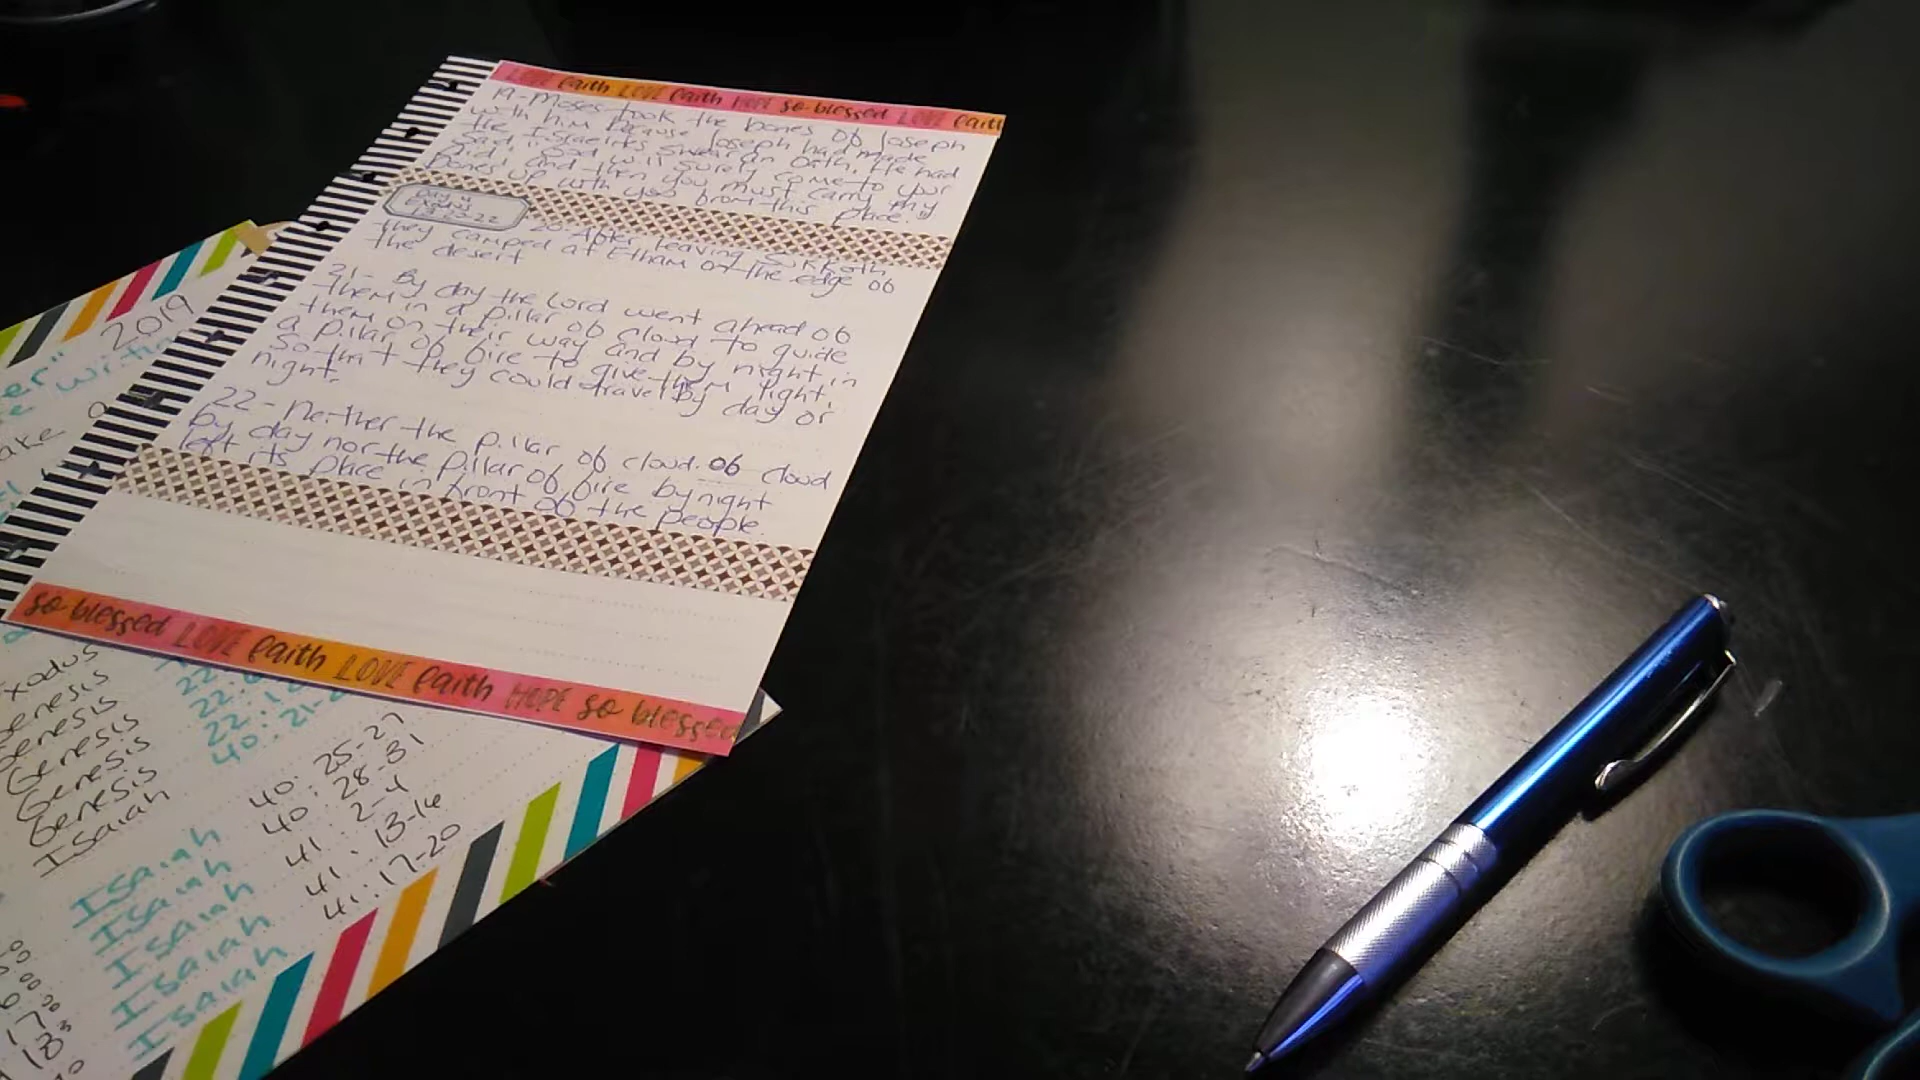 LOVE faith LOVE faith HOPE so blessed LOVE faith
19-Moses took the bones of Joseph
with him because Joseph had made
the Israelites swear an oath. He had
said, "God will surely come to your
aid, and then you must carry my
bones up with you from this place."
Day 4
EXODUS
13:20-22
20-After leaving Sukkoth
they camped at Etham on the edge of
the desert
21- By day the Lord went ahead of
them in a pillar of cloud to guide
them on their way and by night in
a pillar of fire to give them light,
so that they could travel by day or
night.
22-Neither the pillar of cloud of cloud
by day nor the pillar of fire by night
left its place in front of the people.
so blessed LOVE faith LOVE faith HOPE so blessed
2019
Genesis
Genesis
Genesis
Genesis
Isaiah
40:25-27
Isaiah 40:28-31
Isaiah 41:2-4
Isaiah 41:13-14
Isaiah 41:17-20
Isaiah